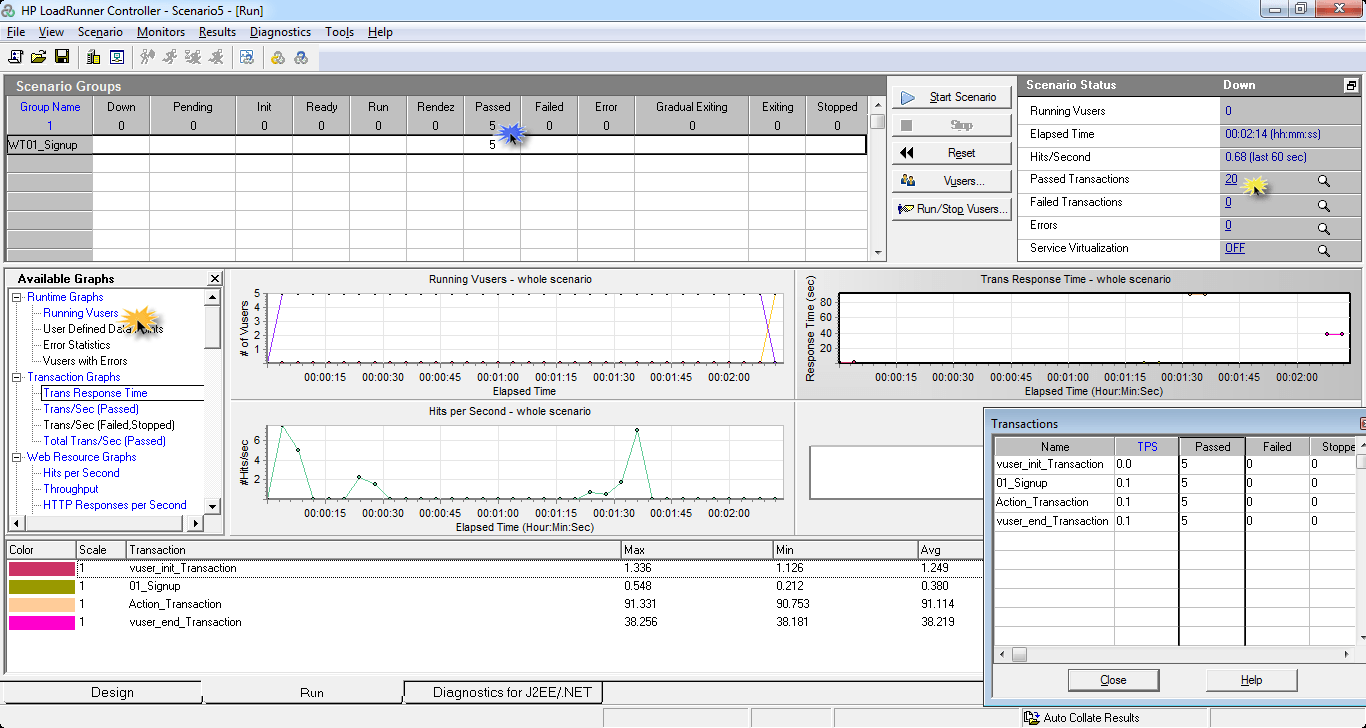 HP LoadRunner Controller - Scenario5 - [Run]
File View Scenario Monitors Results Diagnostics Tools Help
Scenario Groups
Group Name Down Pending Init Ready Run Rendez Passed Failed Error Gradual Exiting Exiting Stopped
1 0 0 0 0 0 0 5 0 0 0 0 0
WT01_Signup 5
Start Scenario
Stop
Reset
Vusers...
Run/Stop Vusers...
Scenario Status Down
Running Vusers 0
Elapsed Time 00:02:14 (hh:mm:ss)
Hits/Second 0.68 (last 60 sec)
Passed Transactions 20
Failed Transactions 0
Errors 0
Service Virtualization OFF
Available Graphs
Runtime Graphs
Running Vusers
User Defined Data Points
Error Statistics
Vusers with Errors
Transaction Graphs
Trans Response Time
Trans/Sec (Passed)
Trans/Sec (Failed,Stopped)
Total Trans/Sec (Passed)
Web Resource Graphs
Hits per Second
Throughput
HTTP Responses per Second
Running Vusers - whole scenario
# of Vusers
5
4
3
2
1
00:00:15 00:00:30 00:00:45 00:01:00 00:01:15 00:01:30 00:01:45 00:02:00
Elapsed Time
Trans Response Time - whole scenario
Response Time (sec)
80
60
40
20
00:00:15 00:00:30 00:00:45 00:01:00 00:01:15 00:01:30 00:01:45 00:02:00
Elapsed Time (Hour:Min:Sec)
Hits per Second - whole scenario
#Hits/sec
6
4
2
00:00:15 00:00:30 00:00:45 00:01:00 00:01:15 00:01:30 00:01:45 00:02:00
Elapsed Time (Hour:Min:Sec)
Transactions
Name TPS Passed Failed Stoppe
vuser_init_Transaction 0.0 5 0 0
01_Signup 0.1 5 0 0
Action_Transaction 0.1 5 0 0
vuser_end_Transaction 0.1 5 0 0
Close Help
Color Scale Transaction Max Min Avg
1 vuser_init_Transaction 1.336 1.126 1.249
1 01_Signup 0.548 0.212 0.380
1 Action_Transaction 91.331 90.753 91.114
1 vuser_end_Transaction 38.256 38.181 38.219
Design Run Diagnostics for J2EE/.NET
Auto Collate Results